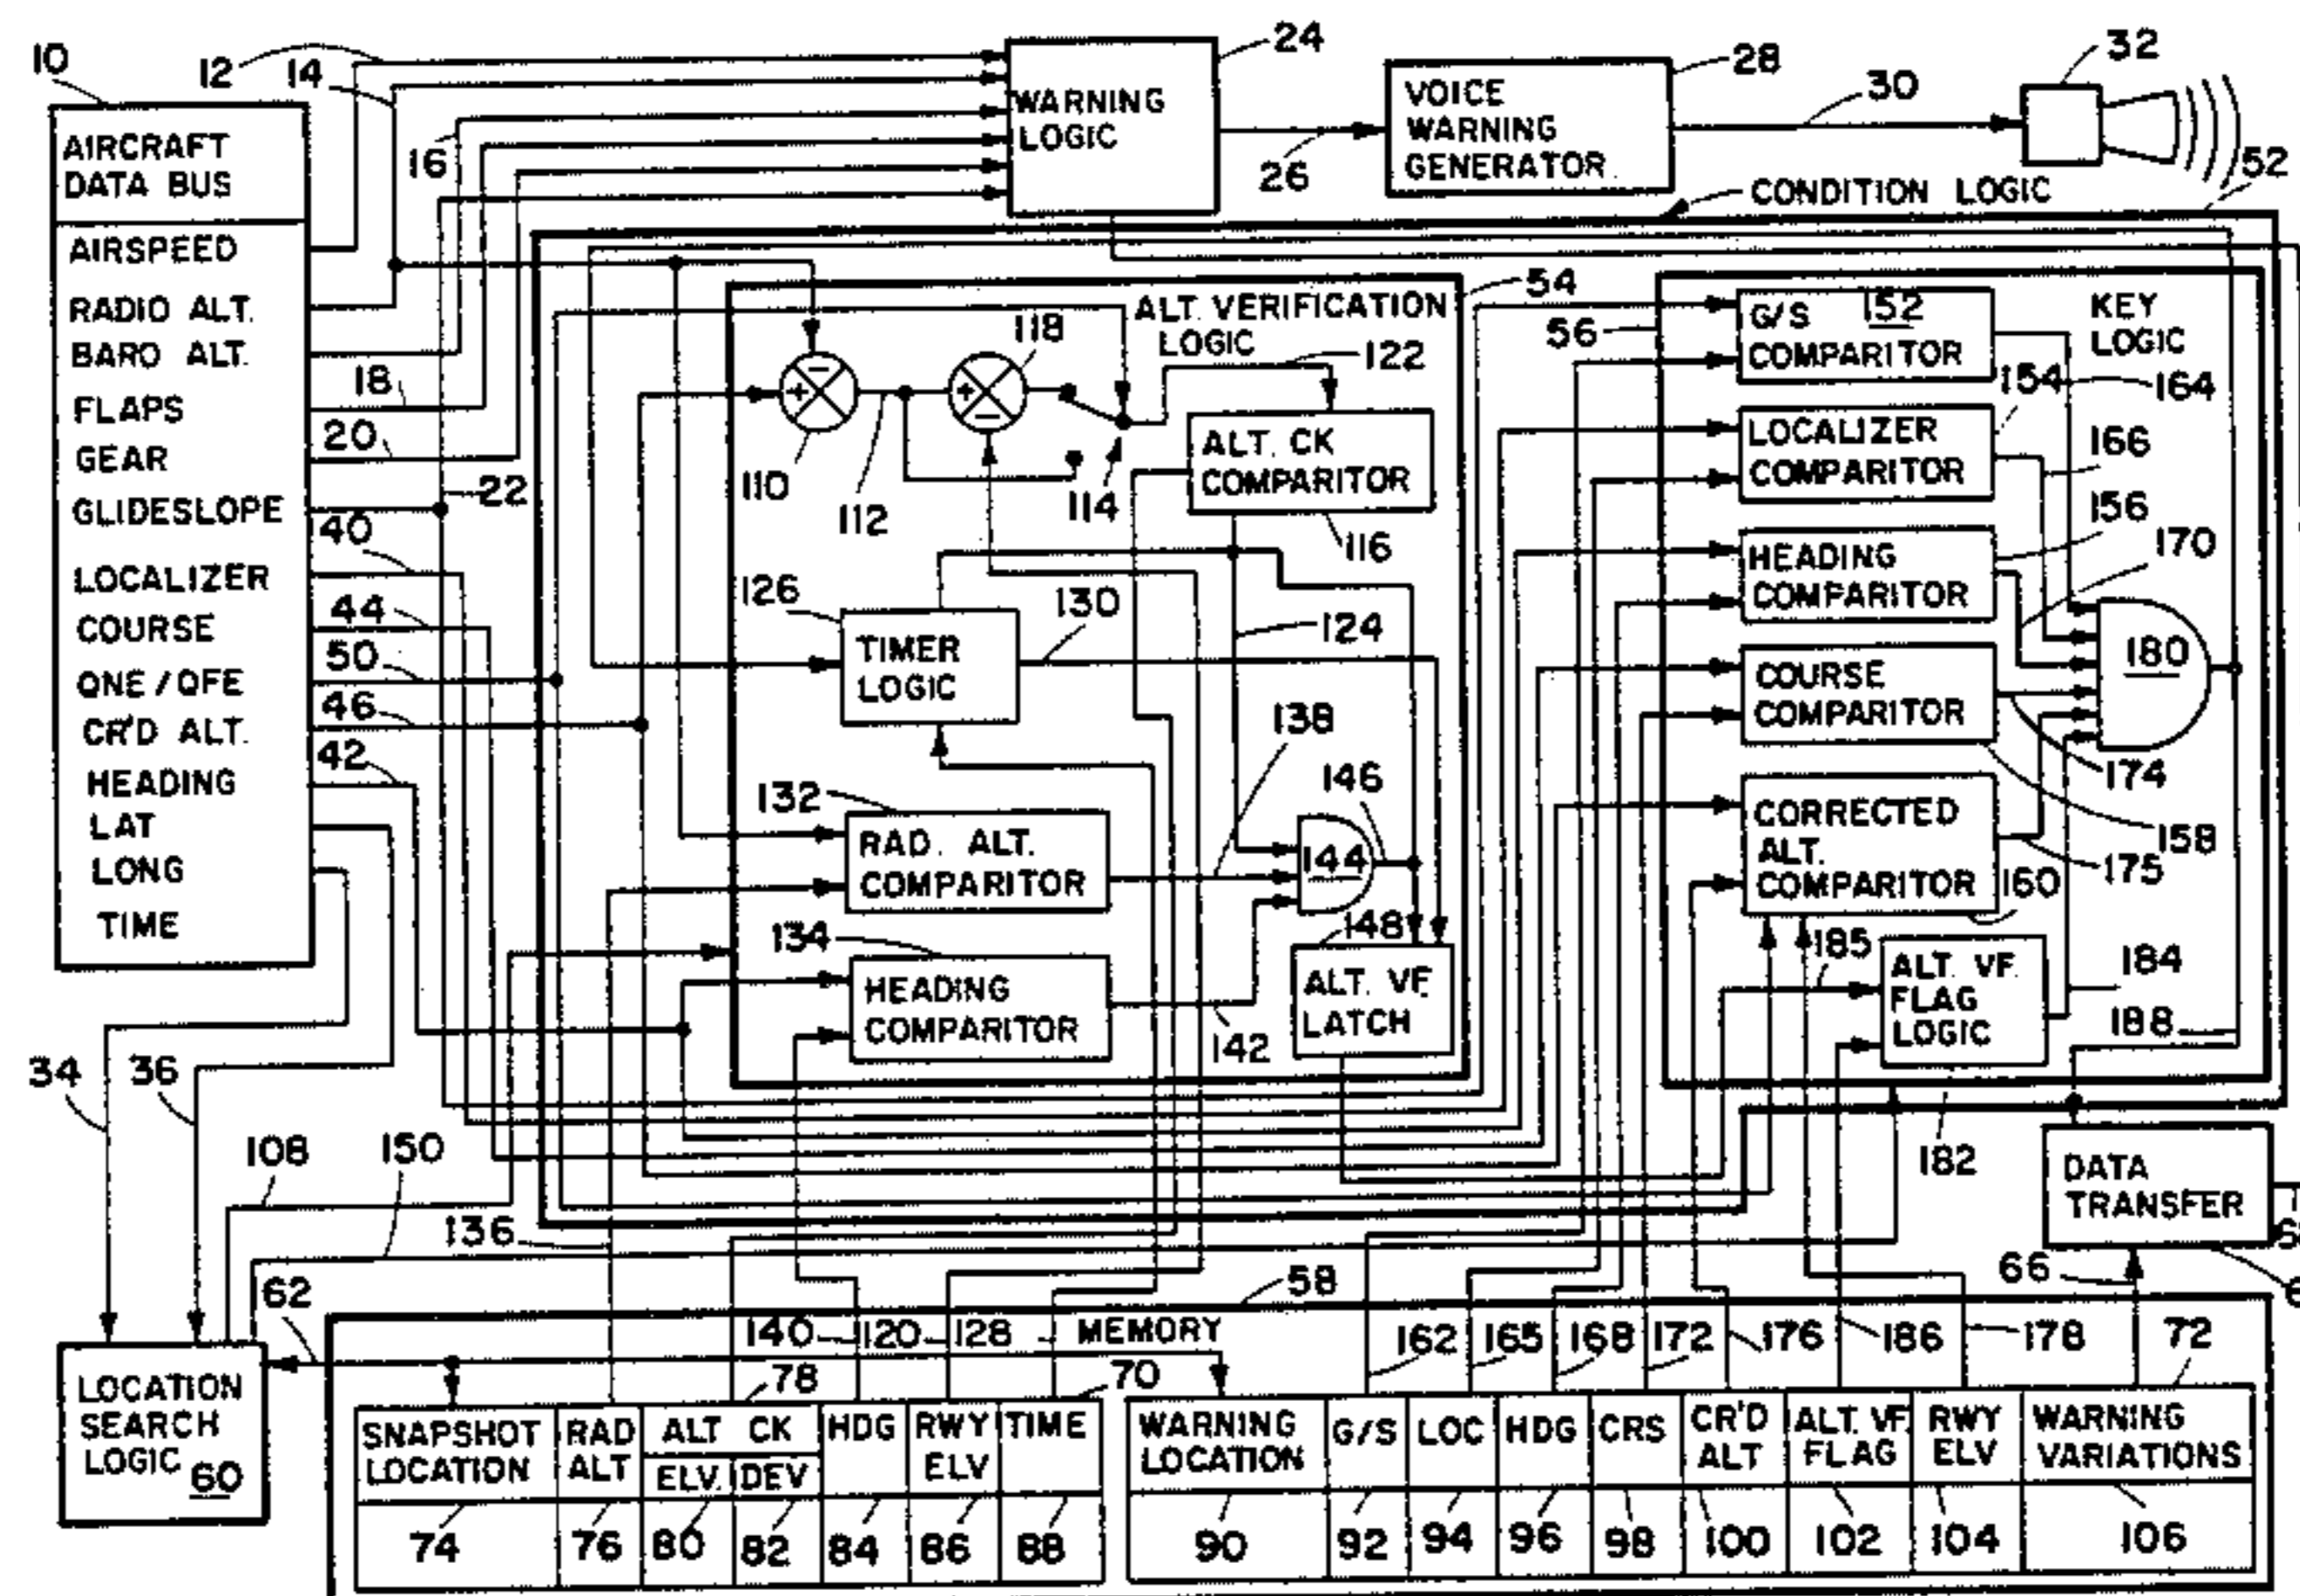 10
12
14
24
28
30
32
AIRCRAFT
DATA BUS
AIRSPEED
RADIO ALT.
BARO ALT.
FLAPS
GEAR
GLIDESLOPE
LOCALIZER
COURSE
QNE / QFE
CR'D ALT.
HEADING
LAT
LONG
TIME
16
18
20
22
40
44
50
46
42
WARNING
LOGIC
26
VOICE
WARNING
GENERATOR
CONDITION LOGIC
52
54
ALT. VERIFICATION
LOGIC
118
122
110
112
114
ALT. CK
COMPARITOR
116
126
TIMER
LOGIC
130
124
138
132
RAD. ALT.
COMPARITOR
146
144
134
HEADING
COMPARITOR
142
148
ALT. VF.
LATCH
56
G/S 152
COMPARITOR
KEY
LOGIC
154
164
LOCALIZER
COMPARITOR
166
156
HEADING
COMPARITOR
170
180
COURSE
COMPARITOR
174
158
CORRECTED
ALT.
COMPARITOR
175
160
185
ALT. VF.
FLAG
LOGIC
184
188
182
DATA
TRANSFER
66
34
36
108
150
136
62
58
LOCATION
SEARCH
LOGIC 60
140
120
128
MEMORY
78
70
162
165
168
172
176
186
178
72
SNAPSHOT
LOCATION
RAD
ALT
ALT CK
ELV.
DEV
HDG
RWY
ELV
TIME
74
76
80
82
84
86
88
WARNING
LOCATION
G/S
LOC
HDG
CRS
CR'D
ALT
ALT. VF.
FLAG
RWY
ELV
WARNING
VARIATIONS
90
92
94
96
98
100
102
104
106